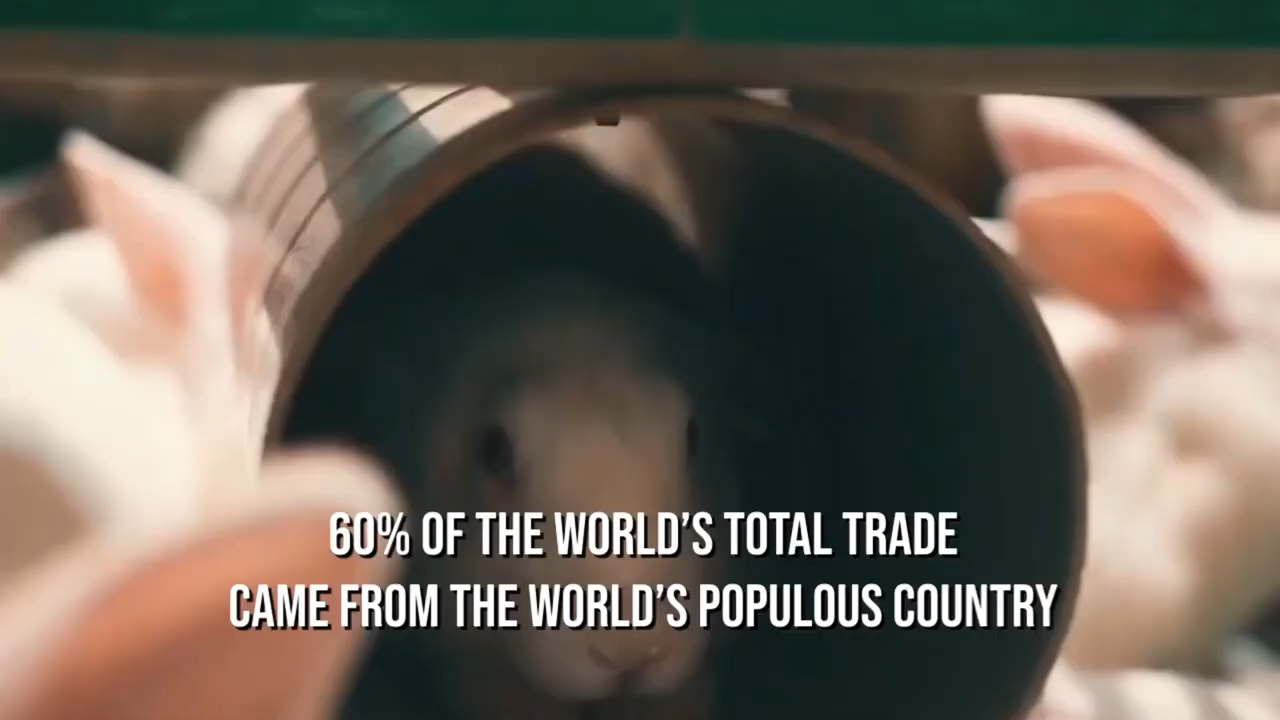 60% OF THE WORLD’S TOTAL TRADE
CAME FROM THE WORLD’S POPULOUS COUNTRY